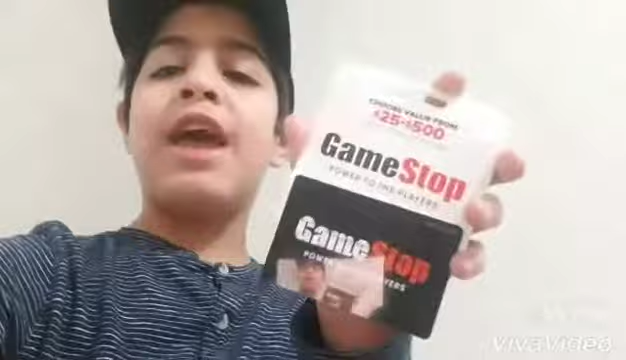 CHOOSE VALUE FROM
$25-$500
GameStop
POWER TO THE PLAYERS
GameStop
VIVAVIDEO